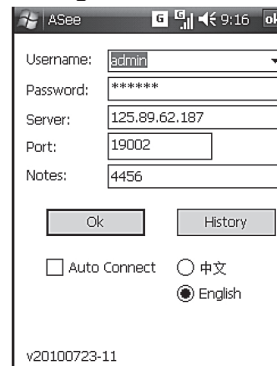 ASee G G 9:16 ok
Username: admin
Password: ******
Server: 125.89.62.187
Port: 19002
Notes: 4456
Ok History
Auto Connect 中文
English
v20100723-11